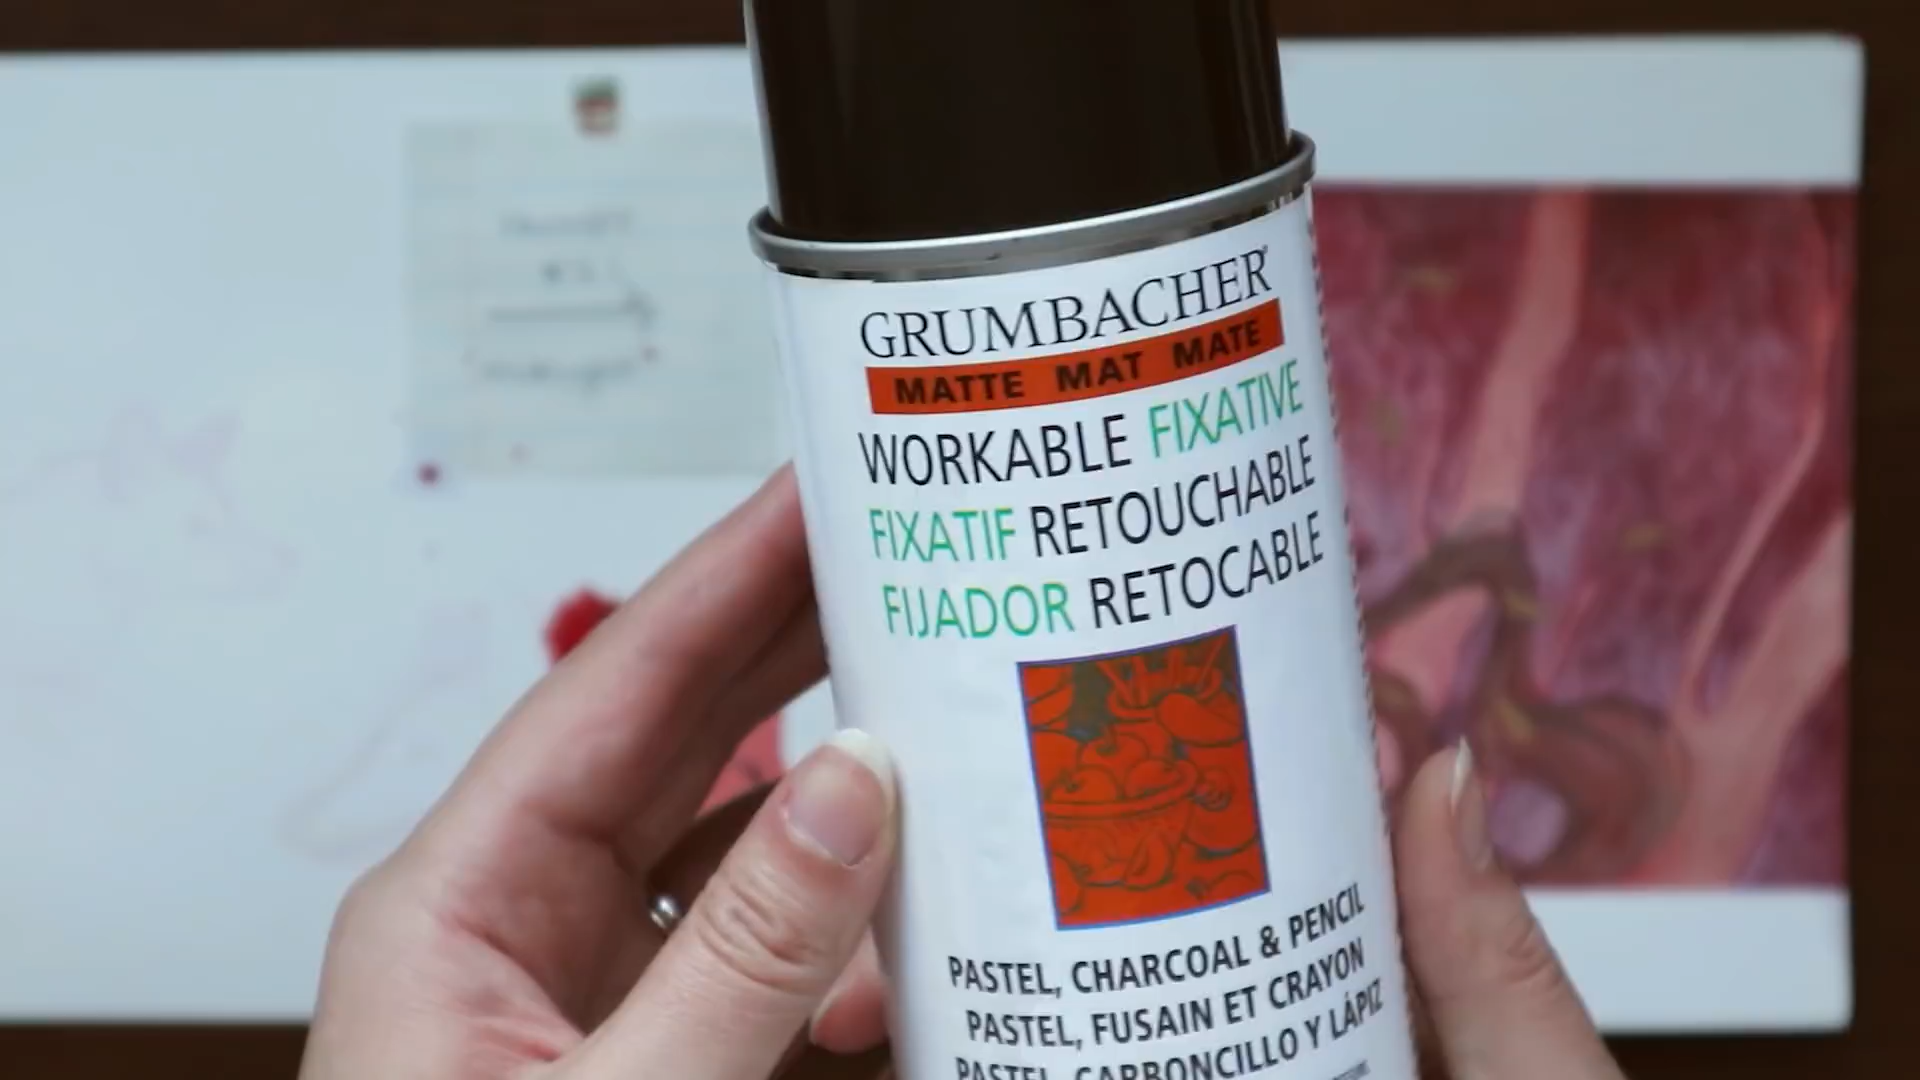 GRUMBACHER
MATTE MAT MATE
WORKABLE FIXATIVE
FIXATIF RETOUCHABLE
FIJADOR RETOCABLE
PASTEL, CHARCOAL & PENCIL
PASTEL, FUSAIN ET CRAYON
PASTEL, CARBONCILLO Y LÁPIZ